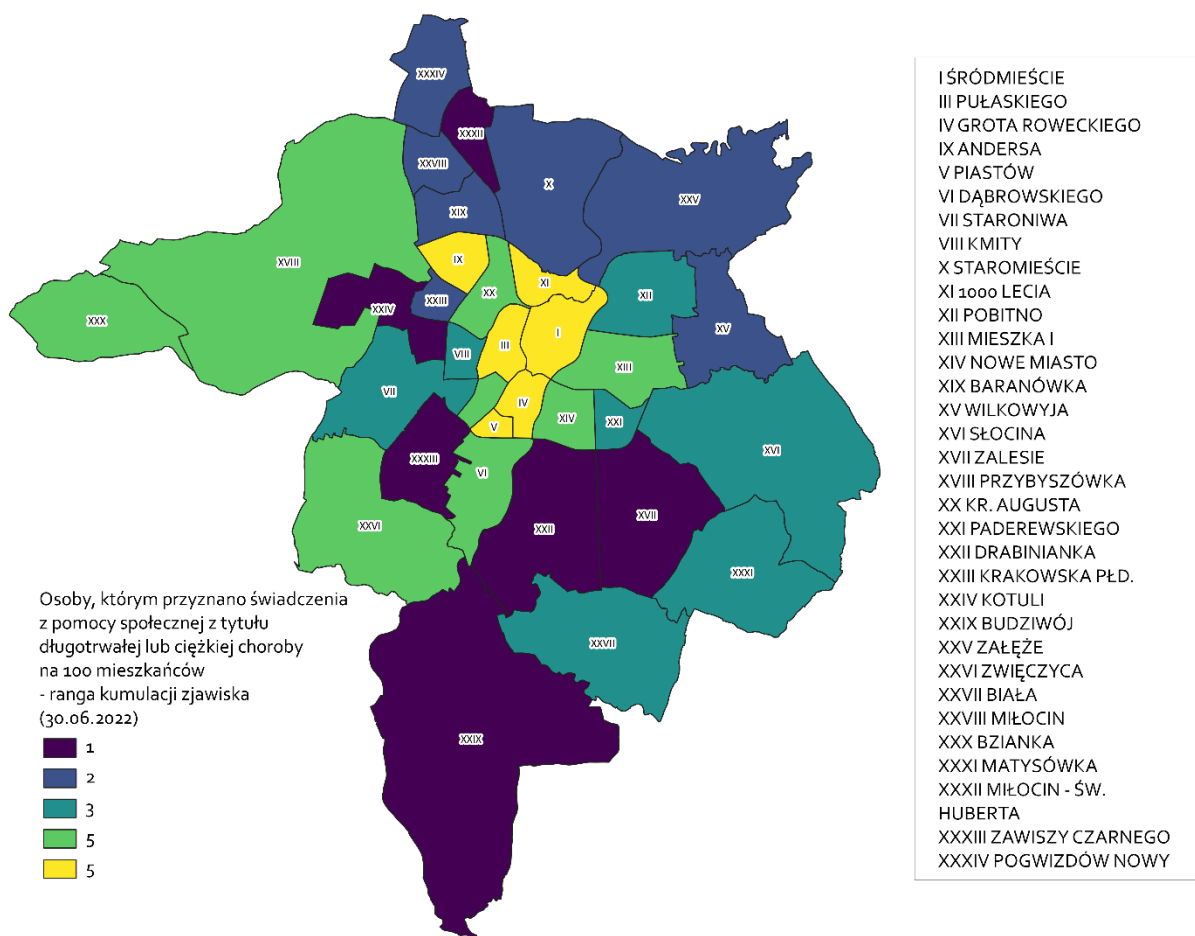 XXXIV
XXXII
XXVIII
X
XXV
XIX
IX
XVIII
XX
XI
XII
XXIII
XXIV
XXX
XV
I
III
VIII
XIII
VII
IV
XIV
XXI
V
XVI
XXXIII
VI
XXVI
XXII
XVII
XXXI
XXVII
XXIX
Osoby, którym przyznano świadczenia
z pomocy społecznej z tytułu
długotrwałej lub ciężkiej choroby
na 100 mieszkańców
- ranga kumulacji zjawiska
(30.06.2022)
1
2
3
5
5
I ŚRÓDMIEŚCIE
III PUŁASKIEGO
IV GROTA ROWECKIEGO
IX ANDERSA
V PIASTÓW
VI DĄBROWSKIEGO
VII STARONIWA
VIII KMITY
X STAROMIEŚCIE
XI 1000 LECIA
XII POBITNO
XIII MIESZKA I
XIV NOWE MIASTO
XIX BARANÓWKA
XV WILKOWYJA
XVI SŁOCINA
XVII ZALESIE
XVIII PRZYBYSZÓWKA
XX KR. AUGUSTA
XXI PADEREWSKIEGO
XXII DRABINIANKA
XXIII KRAKOWSKA PŁD.
XXIV KOTULI
XXIX BUDZIWÓJ
XXV ZAŁĘŻE
XXVI ZWIĘCZYCA
XXVII BIAŁA
XXVIII MIŁOCIN
XXX BZIANKA
XXXI MATYSÓWKA
XXXII MIŁOCIN - ŚW.
HUBERTA
XXXIII ZAWISZY CZARNEGO
XXXIV POGWIZDÓW NOWY